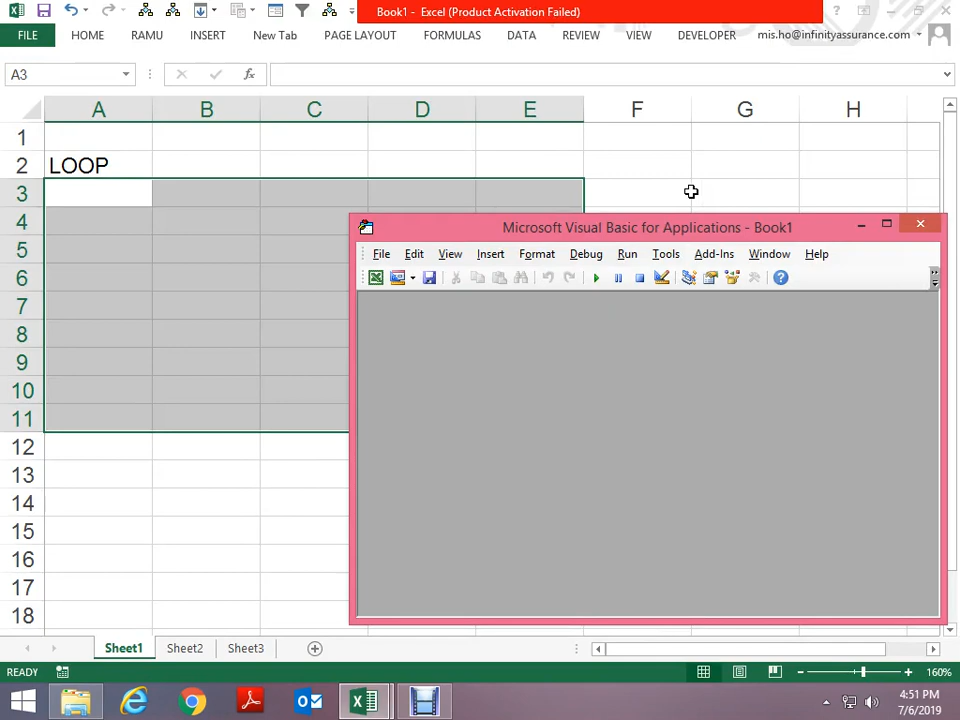 Book1 - Excel (Product Activation Failed)
FILE HOME RAMU INSERT New Tab PAGE LAYOUT FORMULAS DATA REVIEW VIEW DEVELOPER mis.ho@infinityassurance.com
A3 fx
A B C D E F G H
1
2 LOOP
3
4
5
6
7
8
9
10
11
12
13
14
15
16
17
18
Microsoft Visual Basic for Applications - Book1
File Edit View Insert Format Debug Run Tools Add-Ins Window Help
Sheet1 Sheet2 Sheet3
READY 160%
4:51 PM
7/6/2019